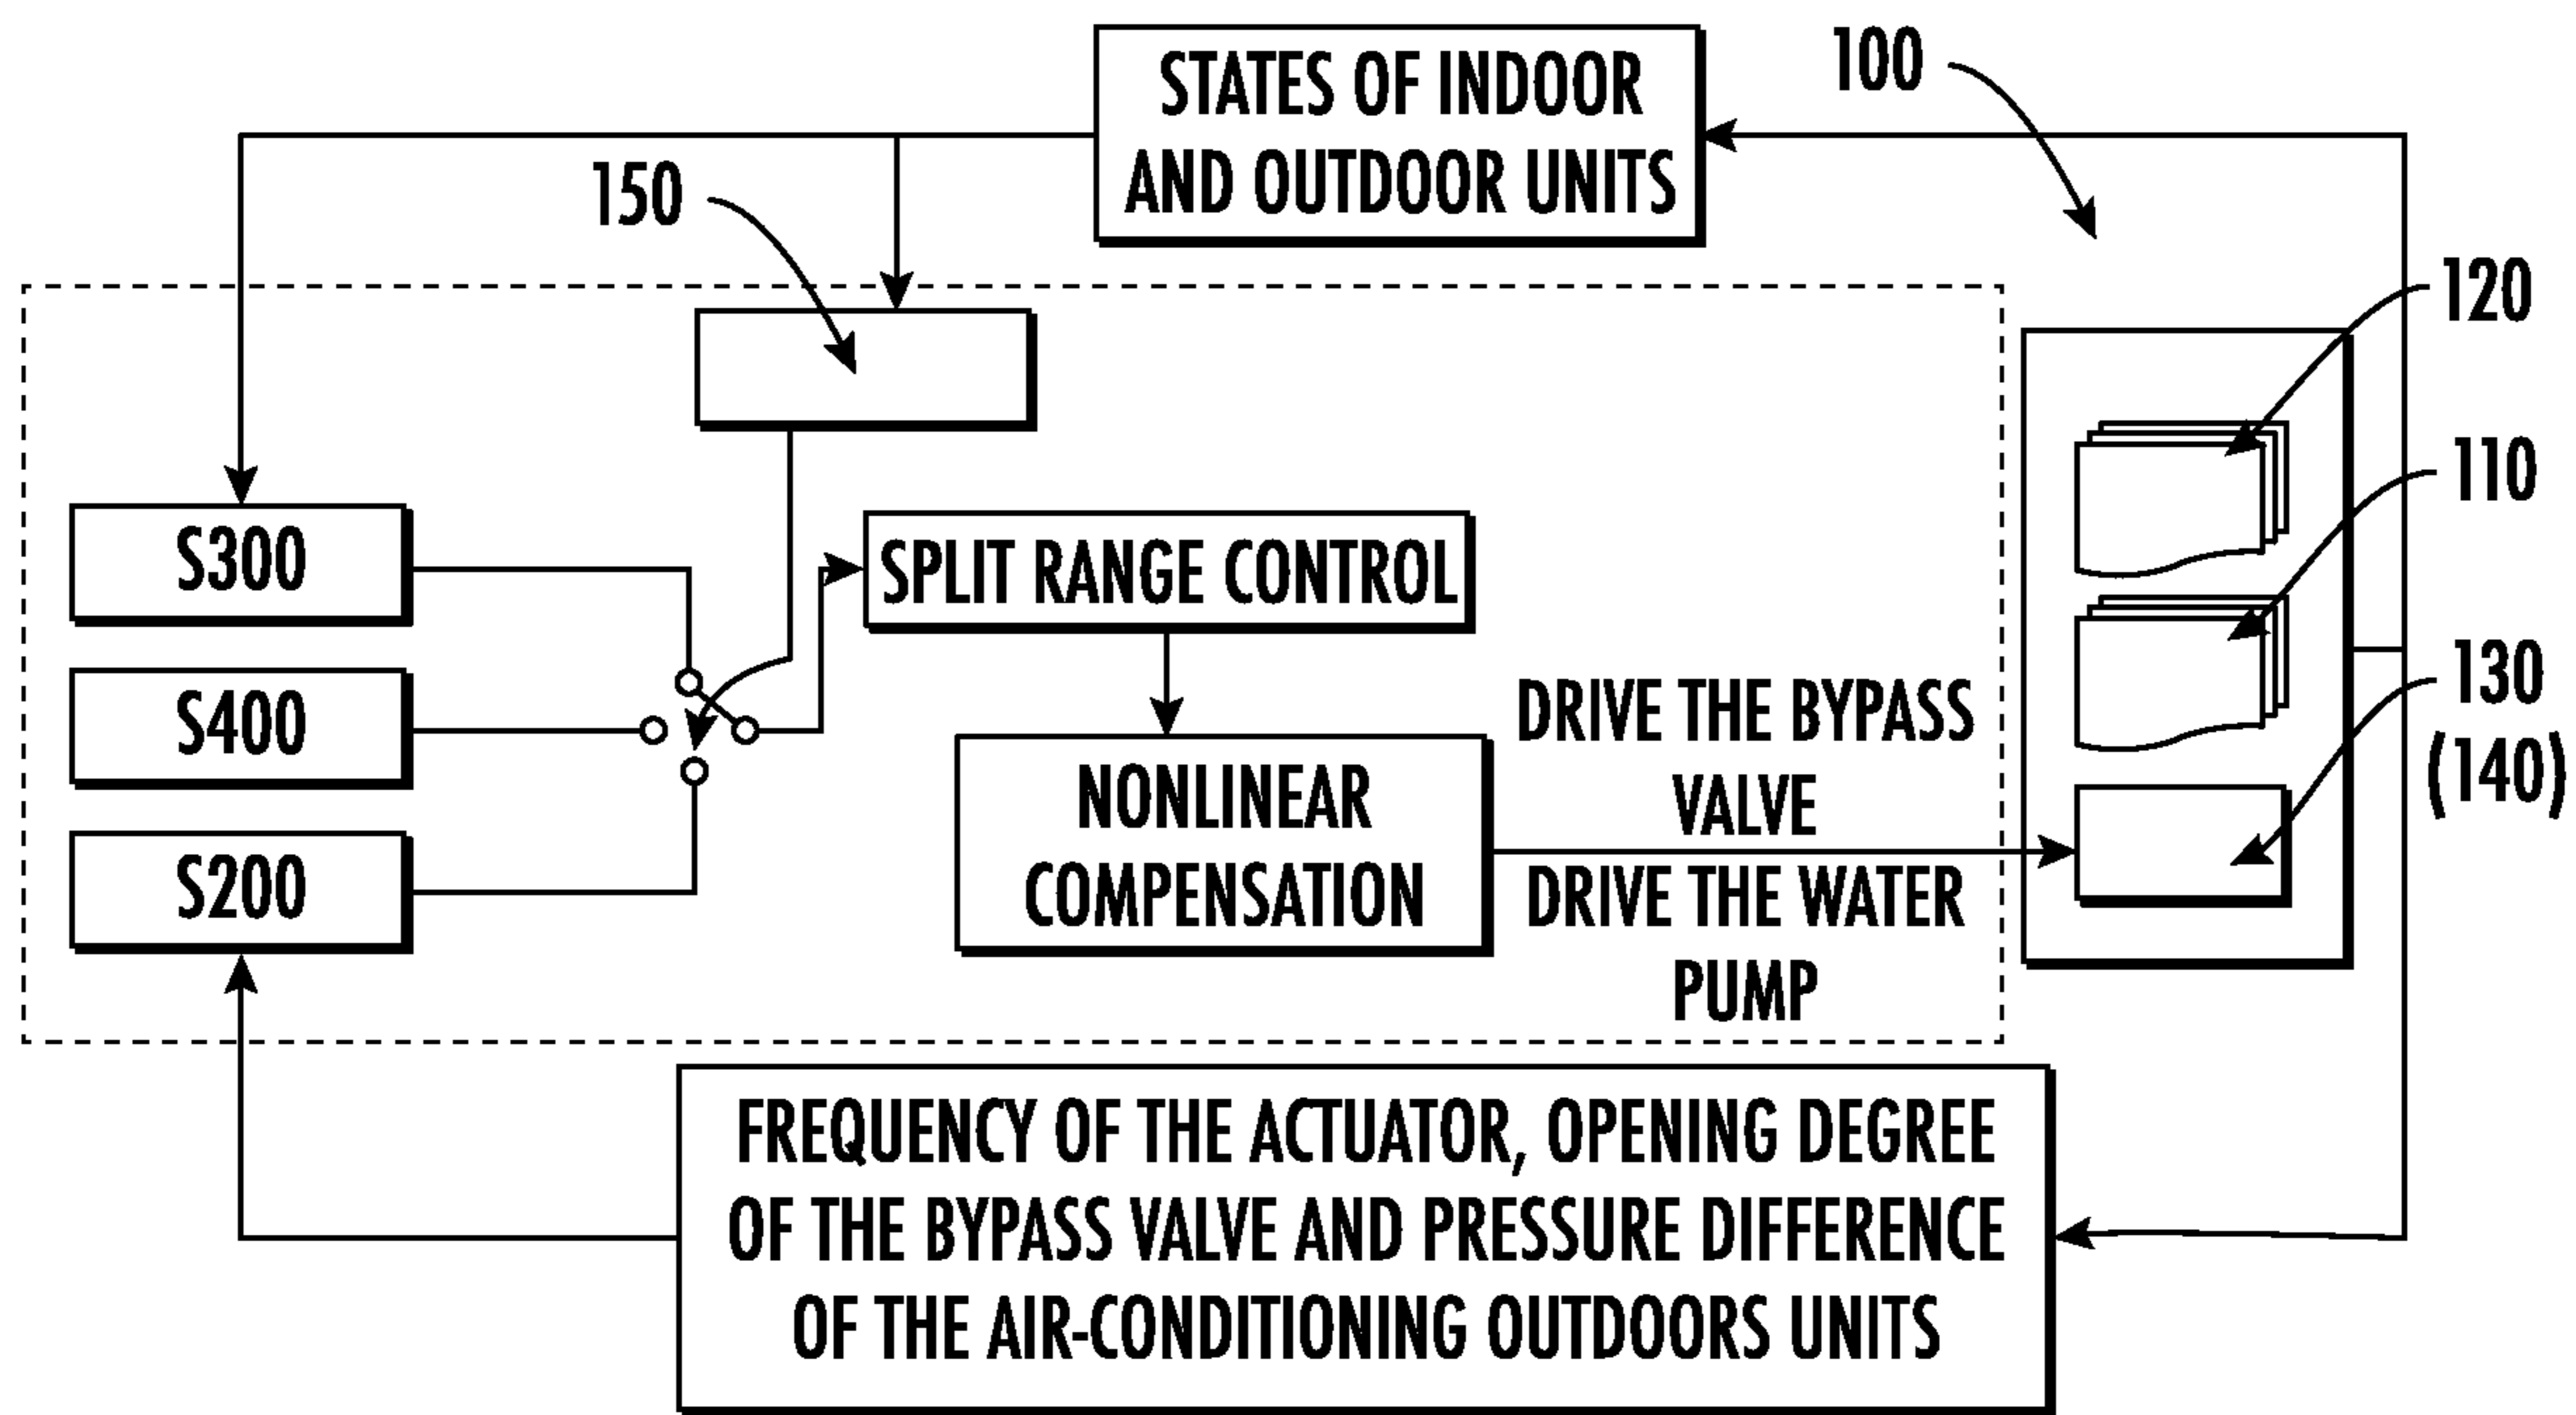 STATES OF INDOOR
AND OUTDOOR UNITS
100
150
120
110
130
(140)
S300
S400
S200
SPLIT RANGE CONTROL
NONLINEAR
COMPENSATION
DRIVE THE BYPASS
VALVE
DRIVE THE WATER
PUMP
FREQUENCY OF THE ACTUATOR, OPENING DEGREE
OF THE BYPASS VALVE AND PRESSURE DIFFERENCE
OF THE AIR-CONDITIONING OUTDOORS UNITS